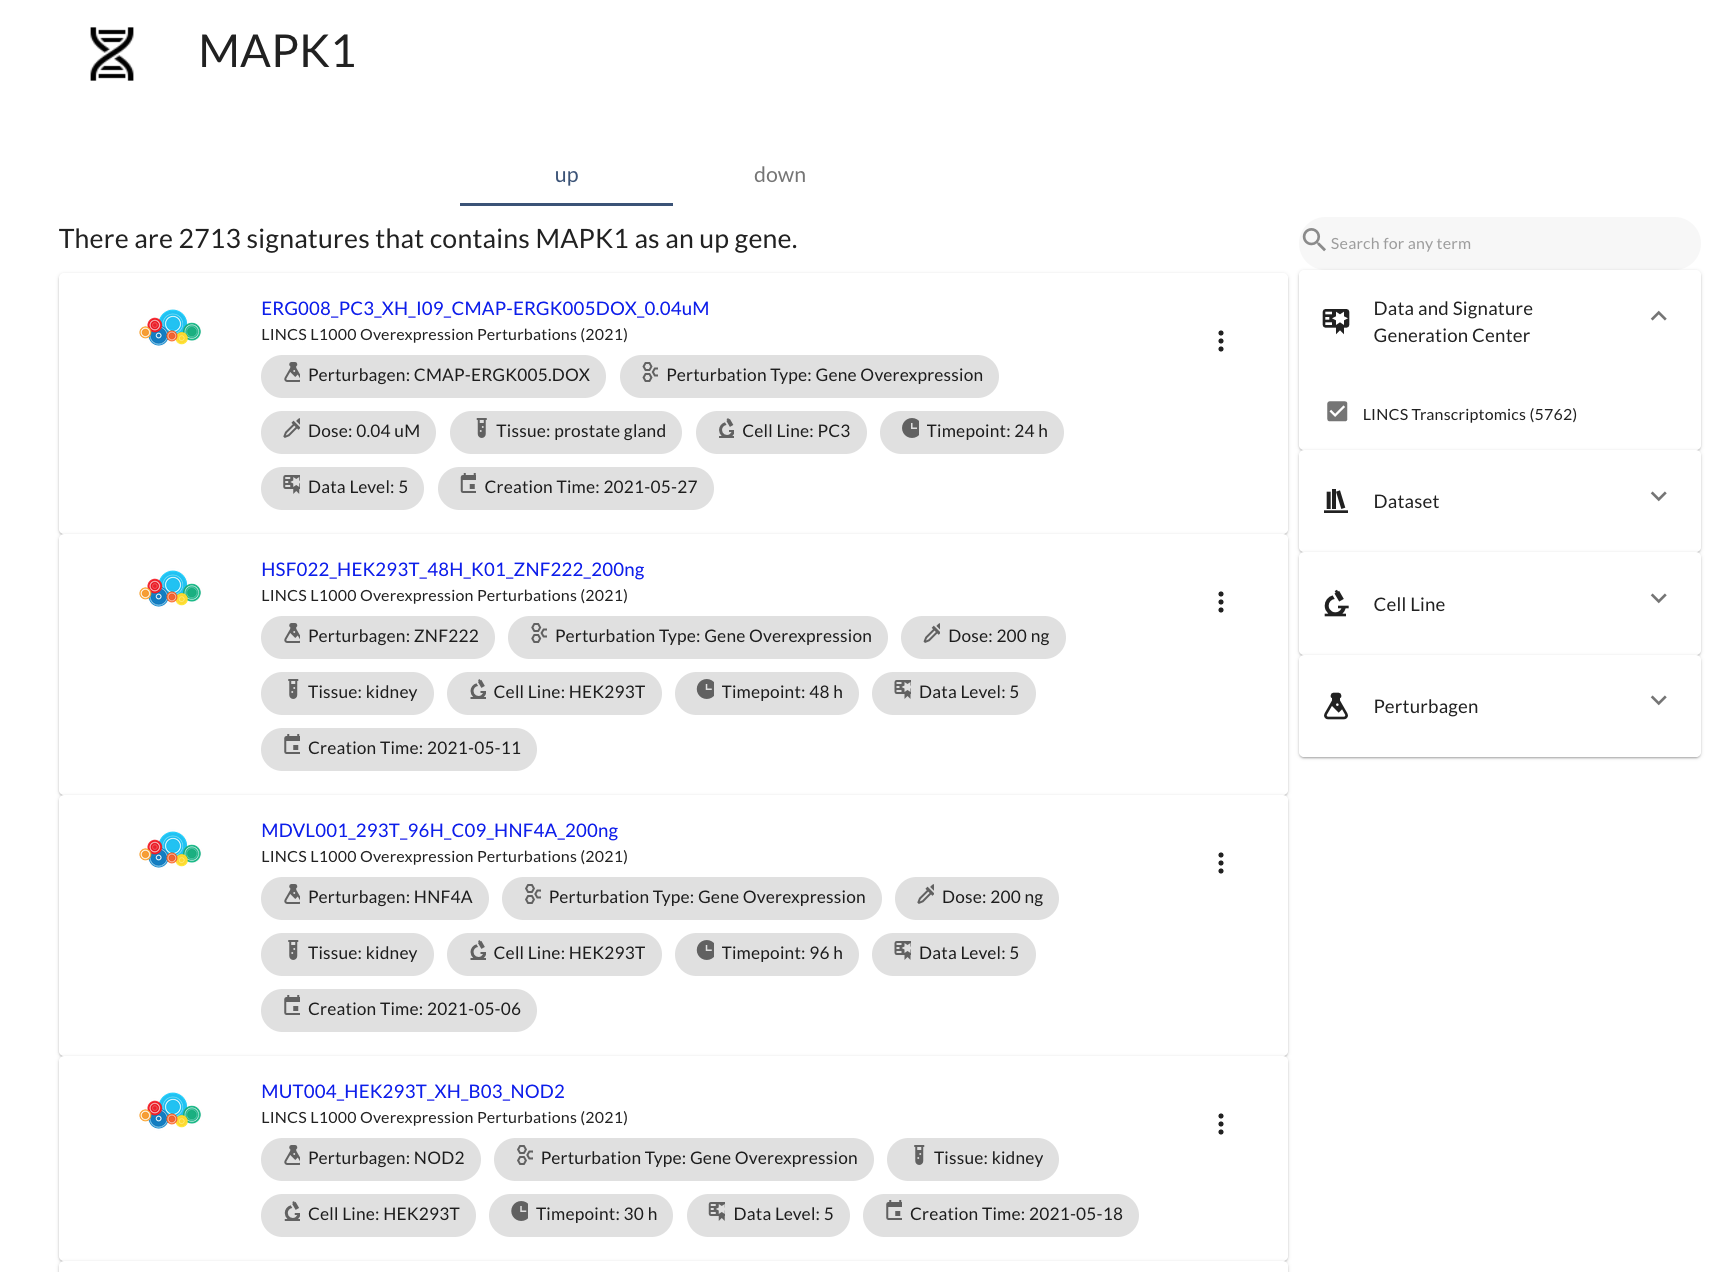 MAPK1
up
down
There are 2713 signatures that contains MAPK1 as an up gene.
Search for any term
ERG008_PC3_XH_I09_CMAP-ERGK005DOX_0.04uM
LINCS L1000 Overexpression Perturbations (2021)
Perturbagen: CMAP-ERGK005.DOX
Perturbation Type: Gene Overexpression
Dose: 0.04 uM
Tissue: prostate gland
Cell Line: PC3
Timepoint: 24 h
Data Level: 5
Creation Time: 2021-05-27
HSF022_HEK293T_48H_K01_ZNF222_200ng
LINCS L1000 Overexpression Perturbations (2021)
Perturbagen: ZNF222
Perturbation Type: Gene Overexpression
Dose: 200 ng
Tissue: kidney
Cell Line: HEK293T
Timepoint: 48 h
Data Level: 5
Creation Time: 2021-05-11
MDVL001_293T_96H_C09_HNF4A_200ng
LINCS L1000 Overexpression Perturbations (2021)
Perturbagen: HNF4A
Perturbation Type: Gene Overexpression
Dose: 200 ng
Tissue: kidney
Cell Line: HEK293T
Timepoint: 96 h
Data Level: 5
Creation Time: 2021-05-06
MUT004_HEK293T_XH_B03_NOD2
LINCS L1000 Overexpression Perturbations (2021)
Perturbagen: NOD2
Perturbation Type: Gene Overexpression
Tissue: kidney
Cell Line: HEK293T
Timepoint: 30 h
Data Level: 5
Creation Time: 2021-05-18
Data and Signature
Generation Center
LINCS Transcriptomics (5762)
Dataset
Cell Line
Perturbagen